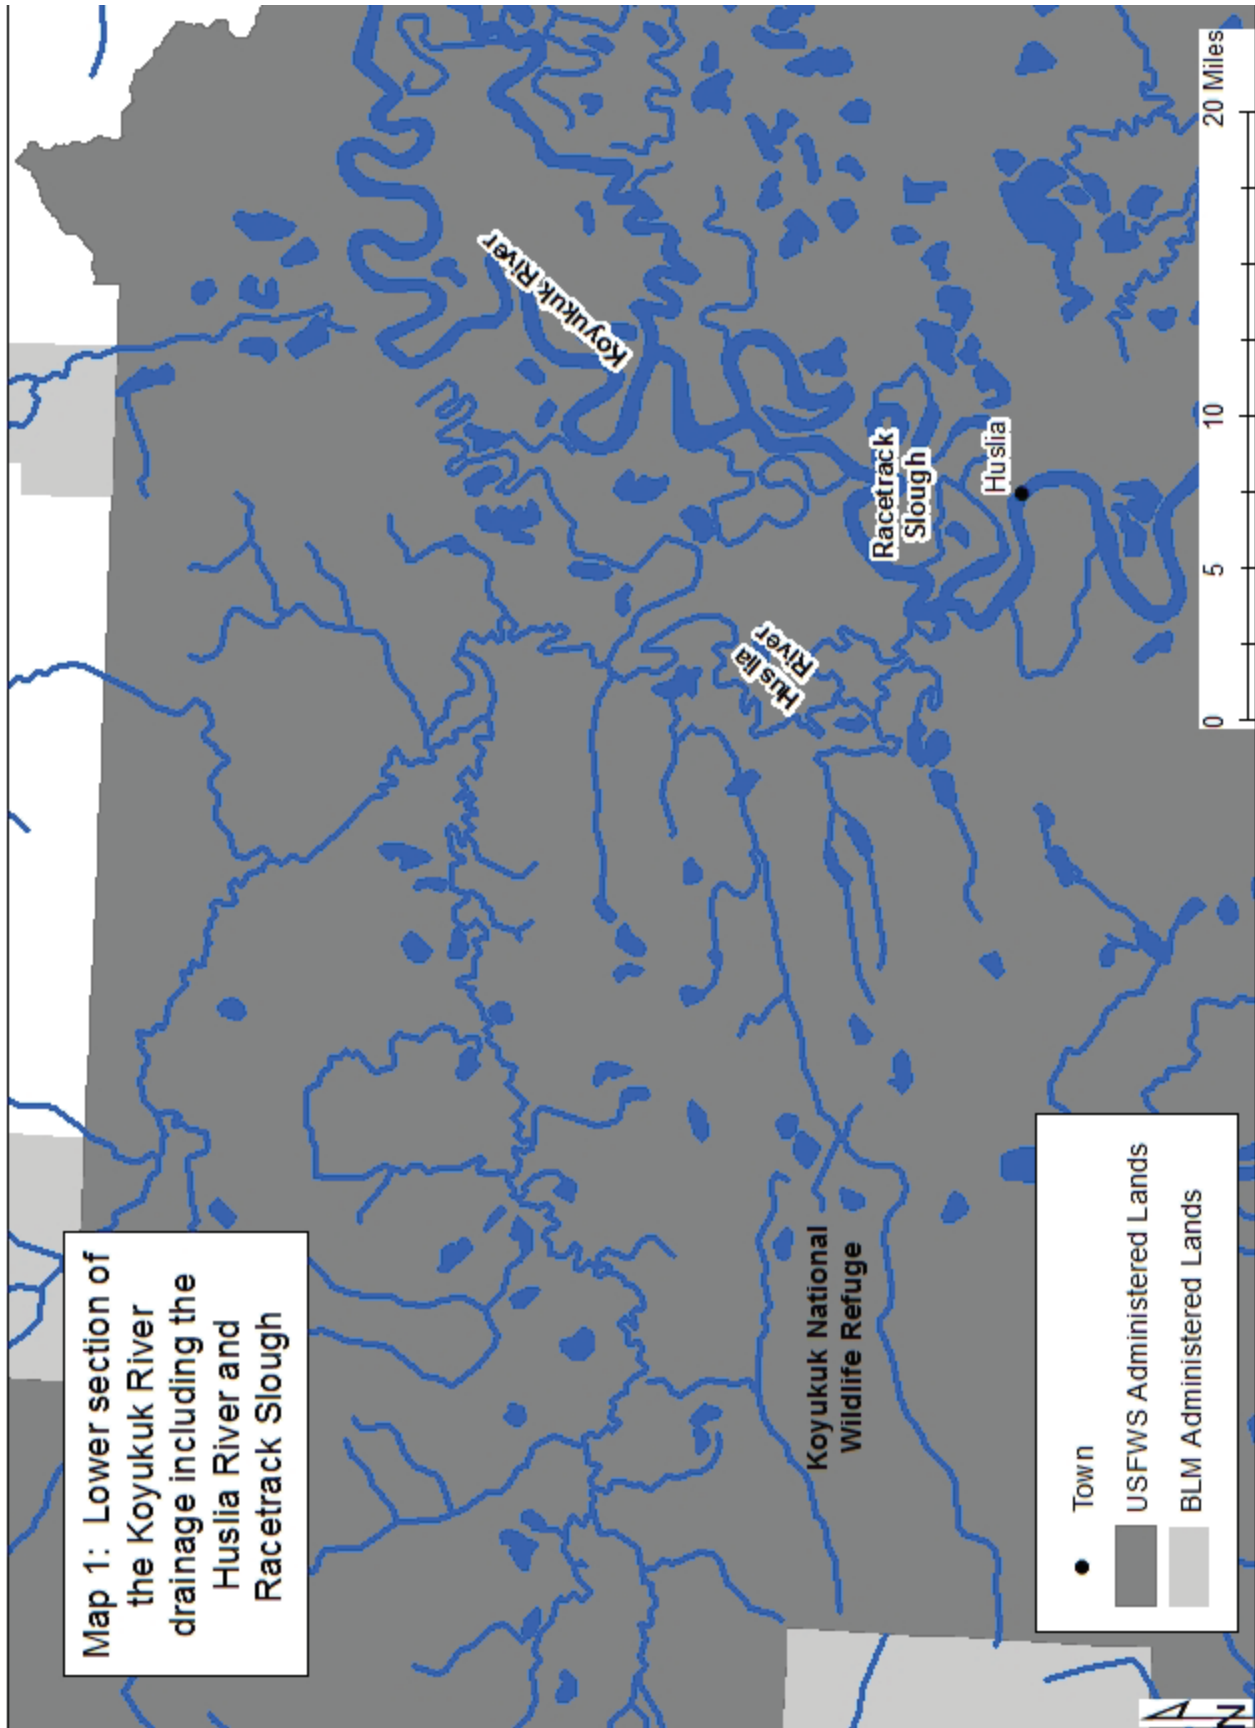 Map 1: Lower section of
the Koyukuk River
drainage including the
Huslia River and
Racetrack Slough
Koyukuk River
Huslia
River
Racetrack
Slough
Huslia
Koyukuk National
Wildlife Refuge
Town
USFWS Administered Lands
BLM Administered Lands
0 5 10 20 Miles
N